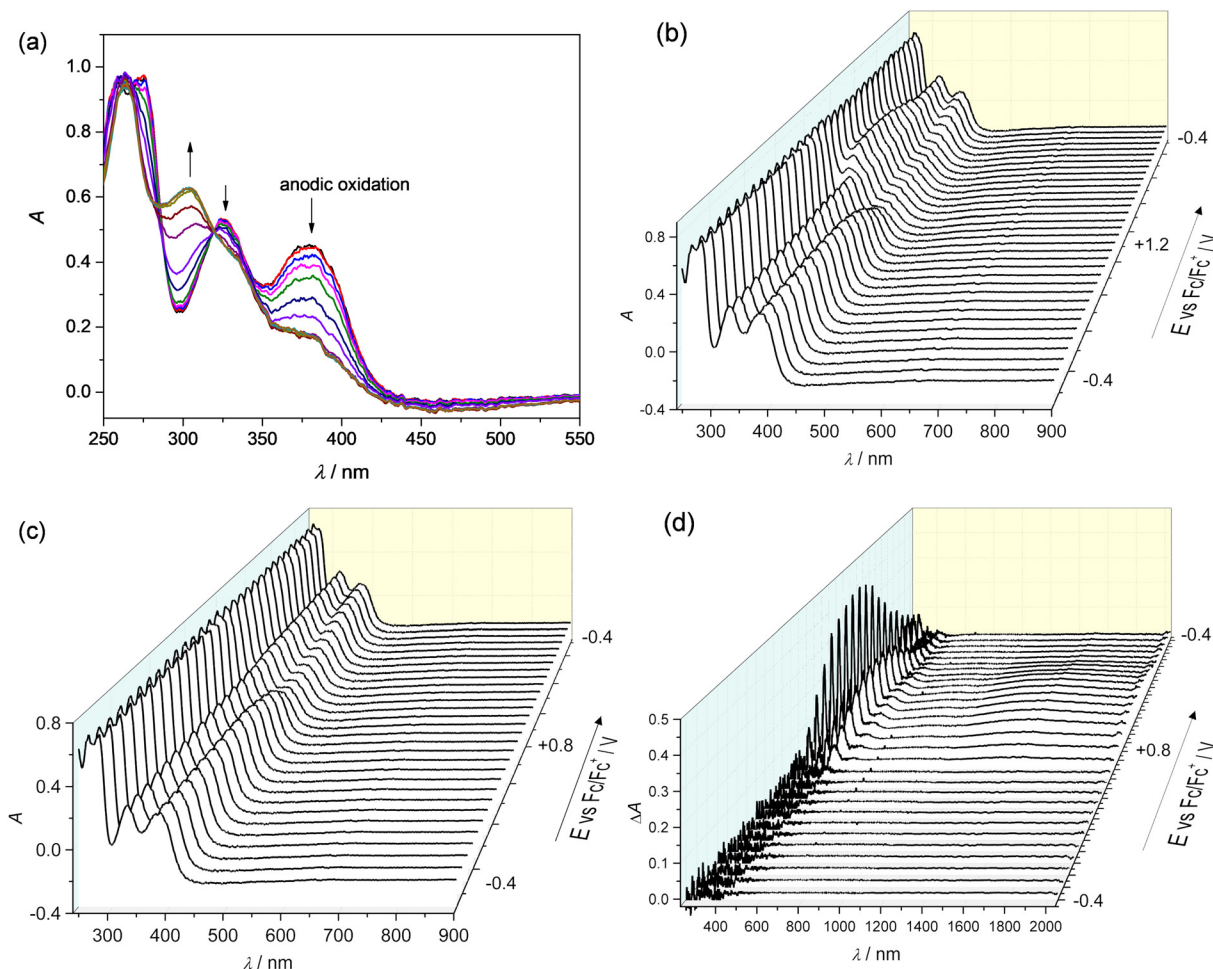 (a)
1.0
0.8
0.6
0.4
0.2
0.0
A
anodic oxidation
250 300 350 400 450 500 550
λ / nm
(b)
0.8
0.4
0.0
-0.4
A
300 400 500 600 700 800 900
λ / nm
-0.4
+1.2
-0.4
E vs Fc/Fc⁺ / V
(c)
0.8
0.4
0.0
-0.4
A
300 400 500 600 700 800 900
λ / nm
-0.4
+0.8
-0.4
E vs Fc/Fc⁺ / V
(d)
0.5
0.4
0.3
0.2
0.1
0.0
ΔA
400 600 800 1000 1200 1400 1600 1800 2000
λ / nm
-0.4
+0.8
-0.4
E vs Fc/Fc⁺ / V